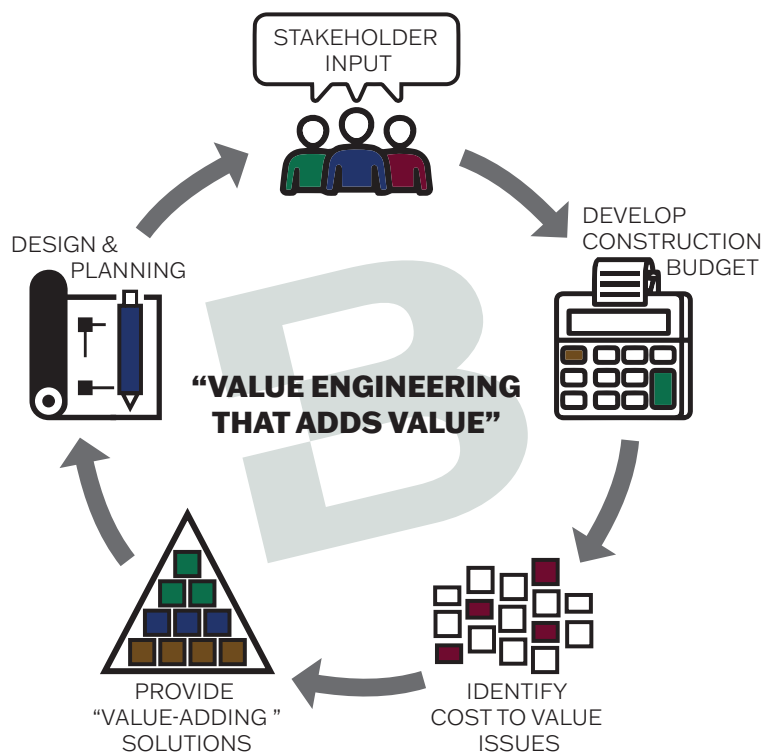 STAKEHOLDER
INPUT
DEVELOP
CONSTRUCTION
BUDGET
DESIGN &
PLANNING
B
“VALUE ENGINEERING
THAT ADDS VALUE”
PROVIDE
“VALUE-ADDING ”
SOLUTIONS
IDENTIFY
COST TO VALUE
ISSUES